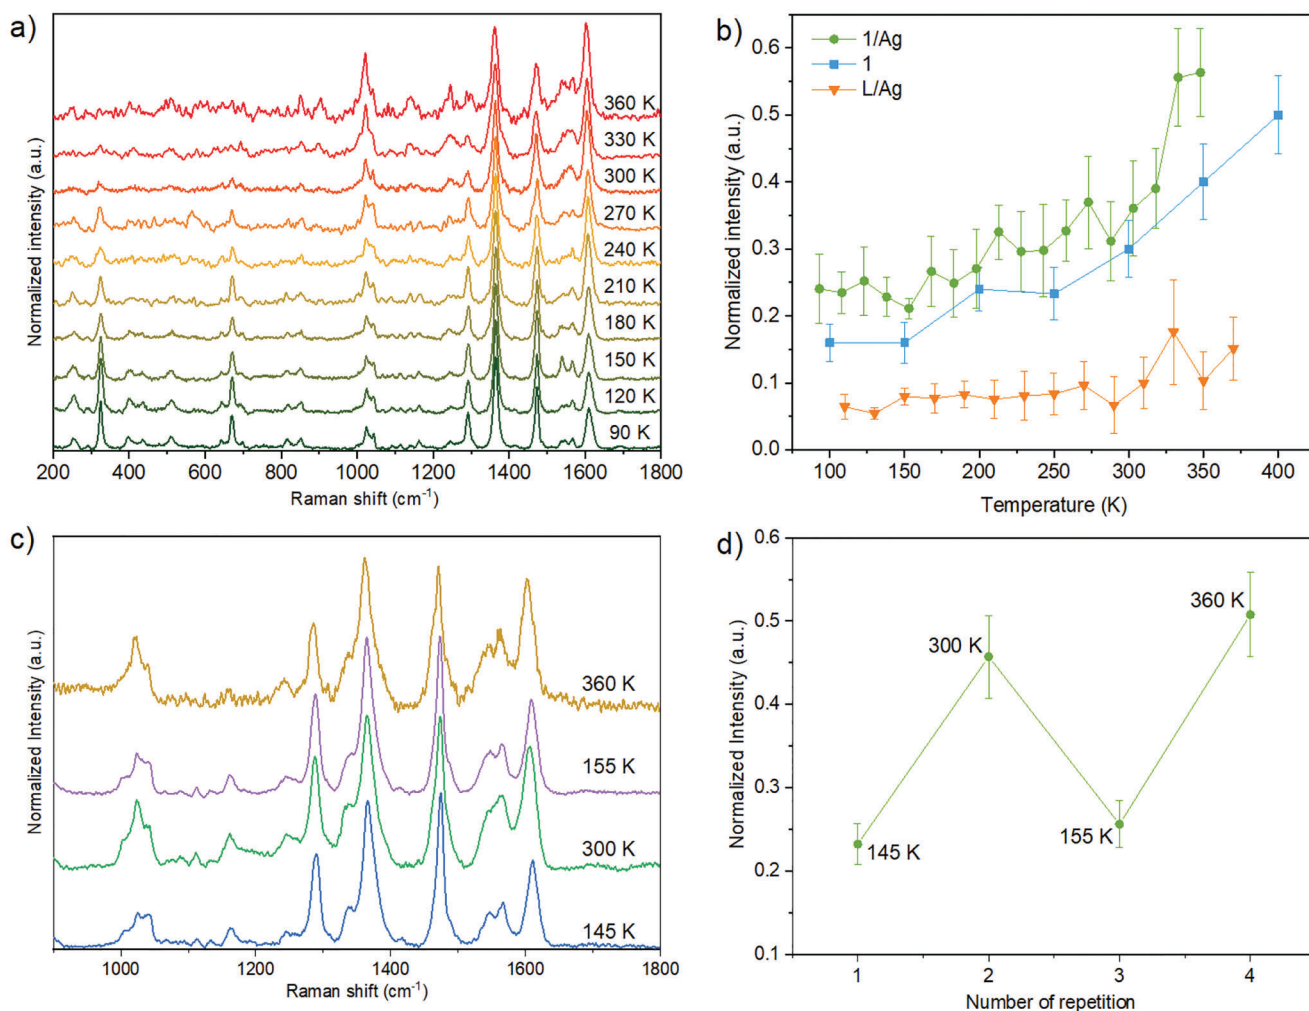 a)
360 K
330 K
300 K
270 K
240 K
210 K
180 K
150 K
120 K
90 K
200 400 600 800 1000 1200 1400 1600 1800
Raman shift (cm⁻¹)
Normalized intensity (a.u.)
b)
1/Ag
1
L/Ag
0.6
0.5
0.4
0.3
0.2
0.1
0.0
100 150 200 250 300 350 400
Temperature (K)
Normalized intensity (a.u.)
c)
360 K
155 K
300 K
145 K
1000 1200 1400 1600 1800
Raman shift (cm⁻¹)
Normalized Intensity (a.u.)
d)
0.6
0.5
0.4
0.3
0.2
0.1
360 K
300 K
155 K
145 K
1 2 3 4
Number of repetition
Normalized Intensity (a.u.)